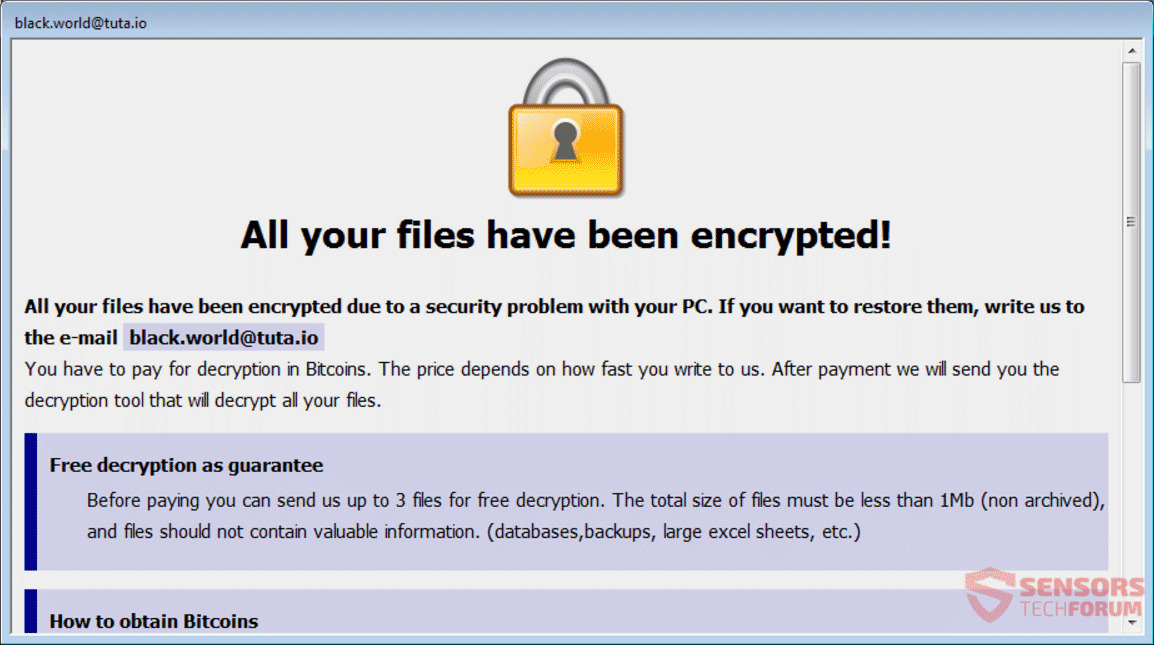 black.world@tuta.io
All your files have been encrypted!
All your files have been encrypted due to a security problem with your PC. If you want to restore them, write us to
the e-mail black.world@tuta.io
You have to pay for decryption in Bitcoins. The price depends on how fast you write to us. After payment we will send you the
decryption tool that will decrypt all your files.
Free decryption as guarantee
Before paying you can send us up to 3 files for free decryption. The total size of files must be less than 1Mb (non archived),
and files should not contain valuable information. (databases,backups, large excel sheets, etc.)
How to obtain Bitcoins
SENSORS
TECHFORUM